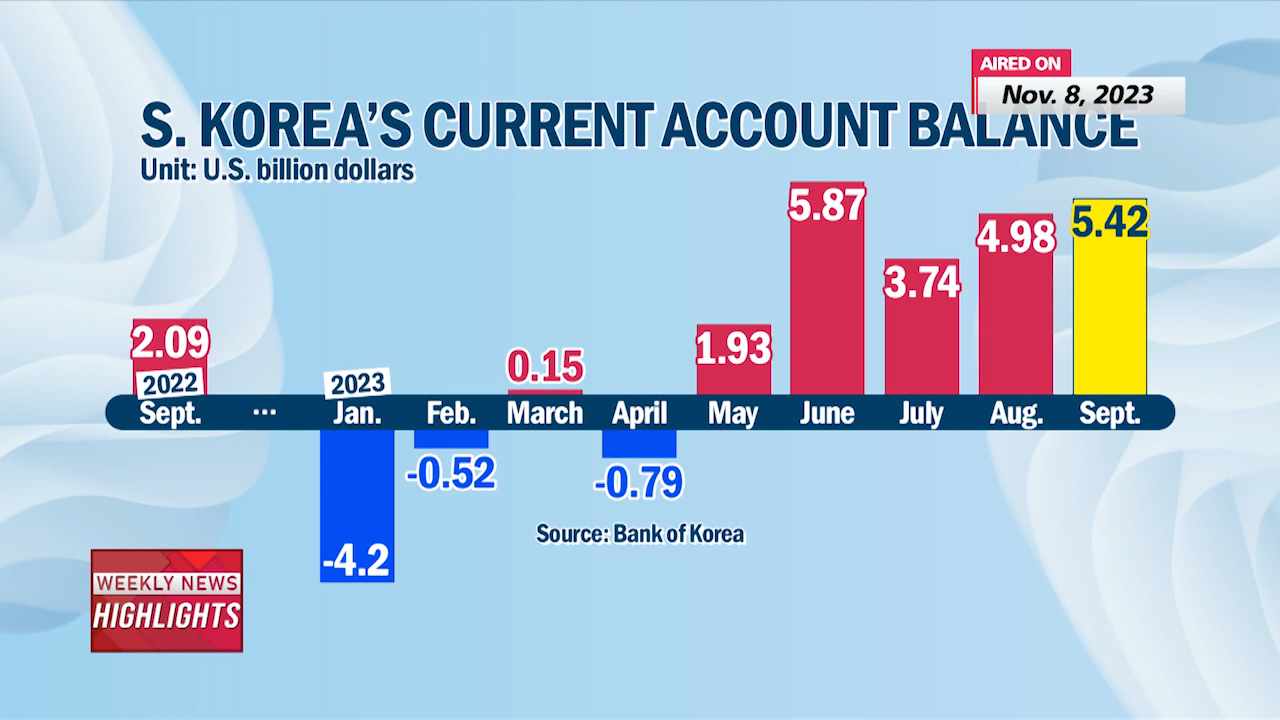 AIRED ON
Nov. 8, 2023
S. KOREA'S CURRENT ACCOUNT BALANCE
Unit: U.S. billion dollars
2.09
0.15
1.93
5.87
3.74
4.98
5.42
2022
2023
Sept.
...
Jan.
Feb.
March
April
May
June
July
Aug.
Sept.
-4.2
-0.52
-0.79
Source: Bank of Korea
WEEKLY NEWS
HIGHLIGHTS